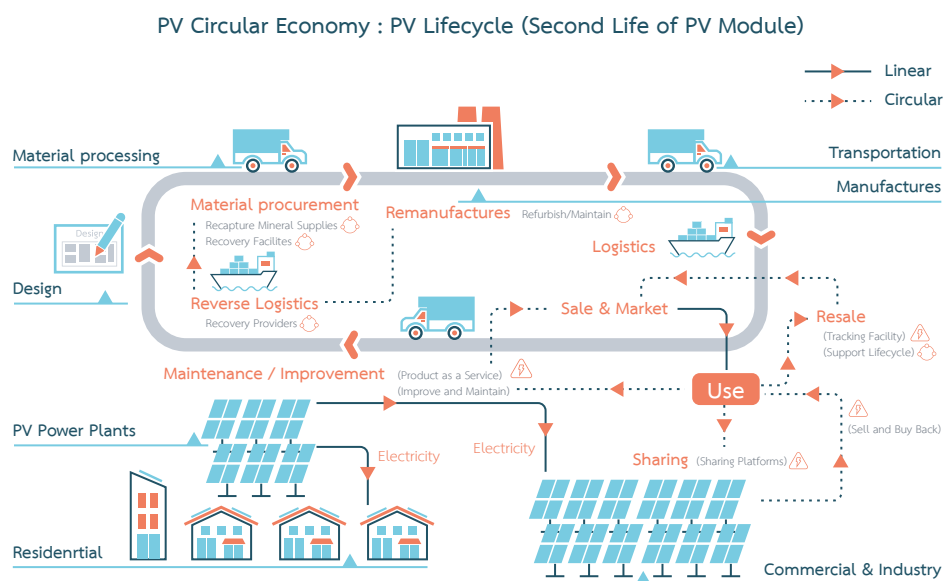 PV Circular Economy : PV Lifecycle (Second Life of PV Module)
Linear
Circular
Material processing
Transportation
Manufactures
Material procurement
Recapture Mineral Supplies
Recovery Facilites
Remanufactures
Refurbish/Maintain
Design
Logistics
Design
Reverse Logistics
Recovery Providers
Sale & Market
Resale
(Tracking Facility)
(Support Lifecycle)
Maintenance / Improvement
(Product as a Service)
(Improve and Maintain)
Use
PV Power Plants
(Sell and Buy Back)
Electricity
Electricity
Sharing
(Sharing Platforms)
Residenrtial
Commercial & Industry